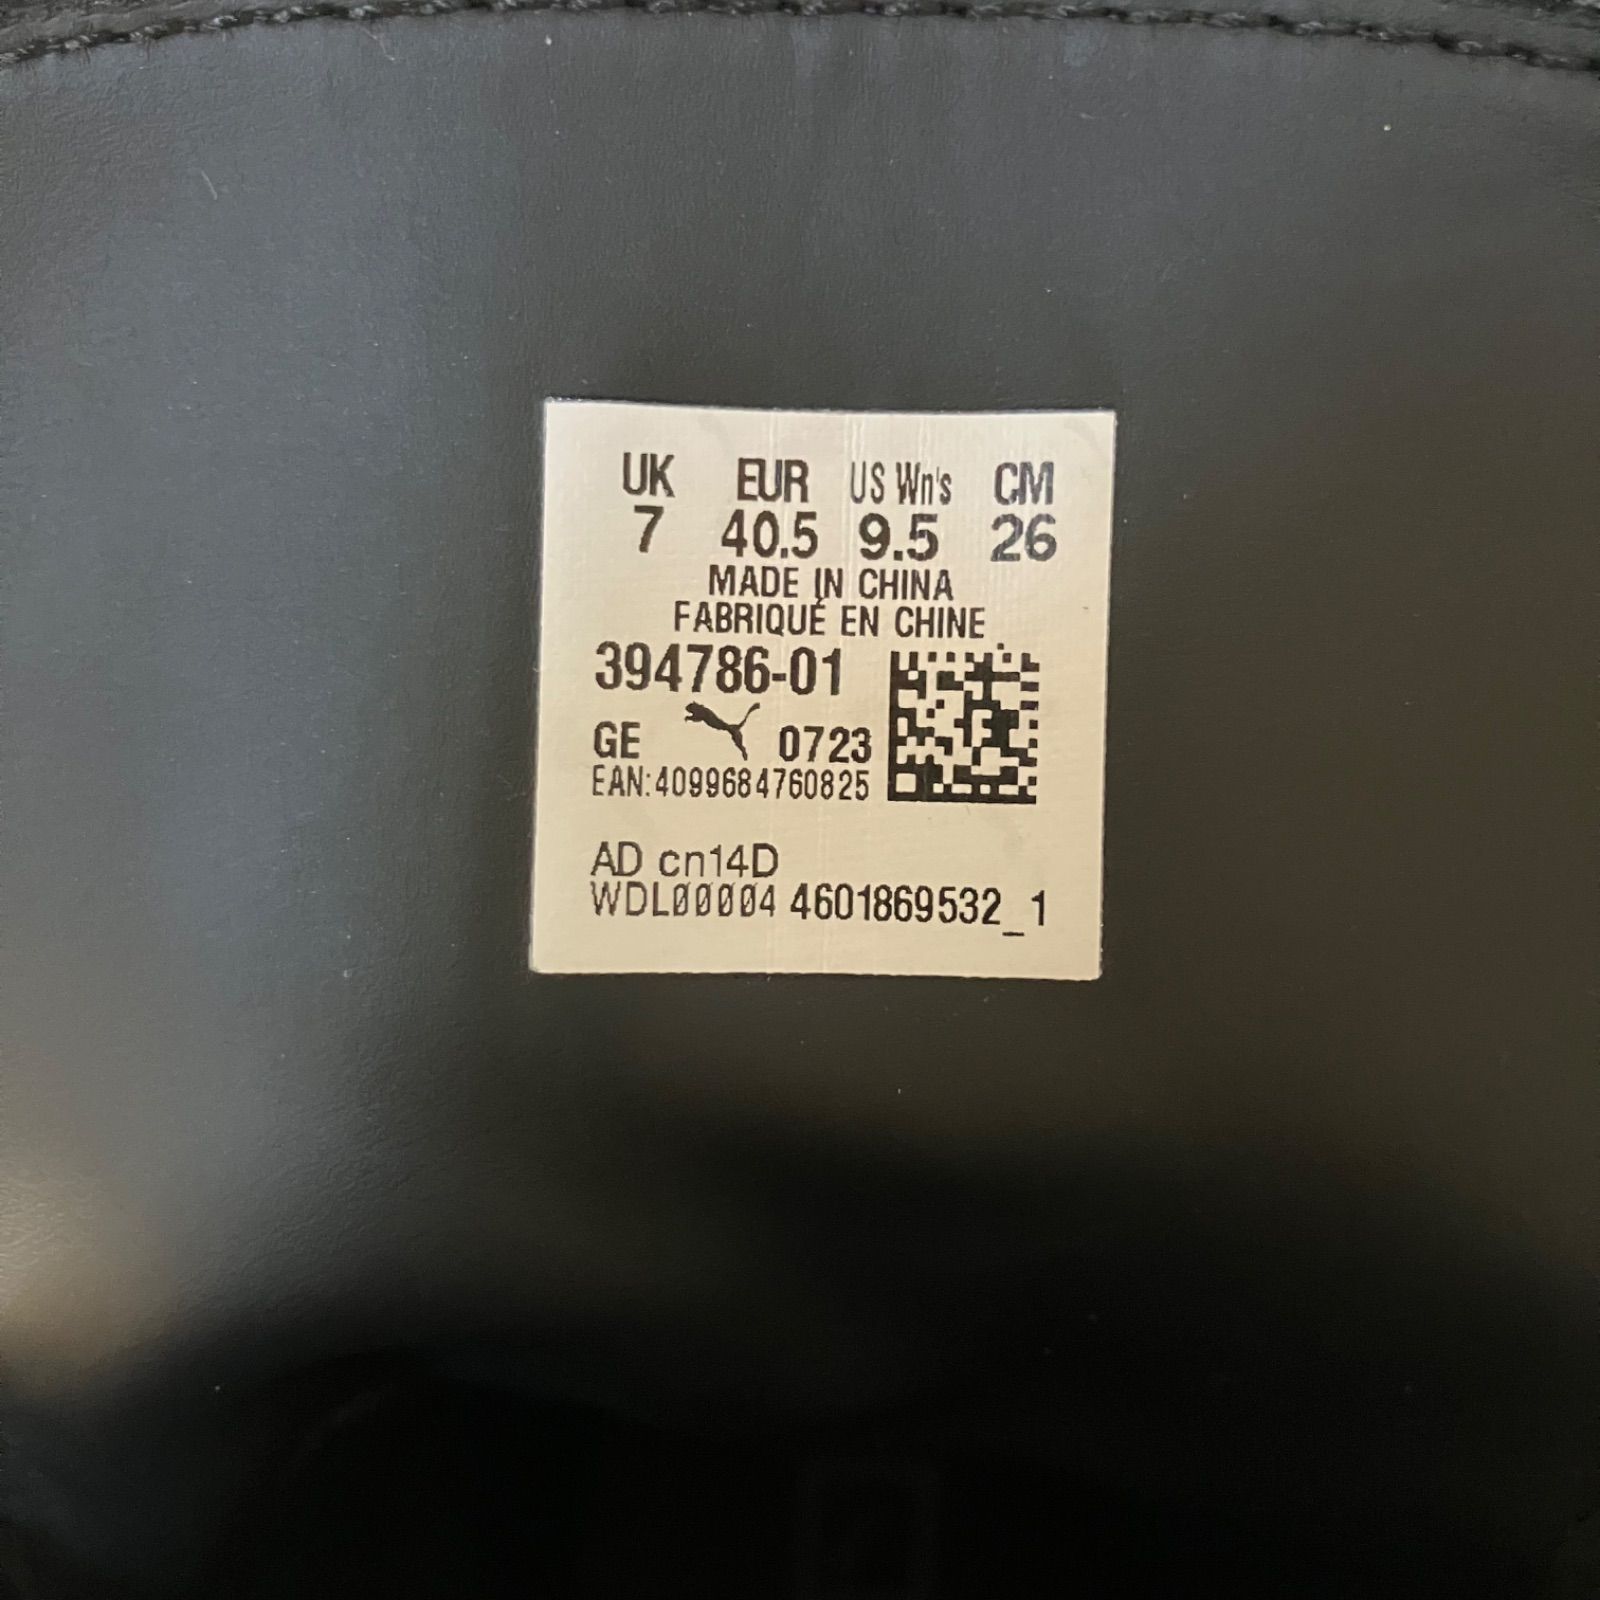 UK EUR US Wn's CM
7 40.5 9.5 26
MADE IN CHINA
FABRIQUÉ EN CHINE
394786-01
GE 0723
EAN:4099684760825
AD cn14D
WDL00004 4601869532_1